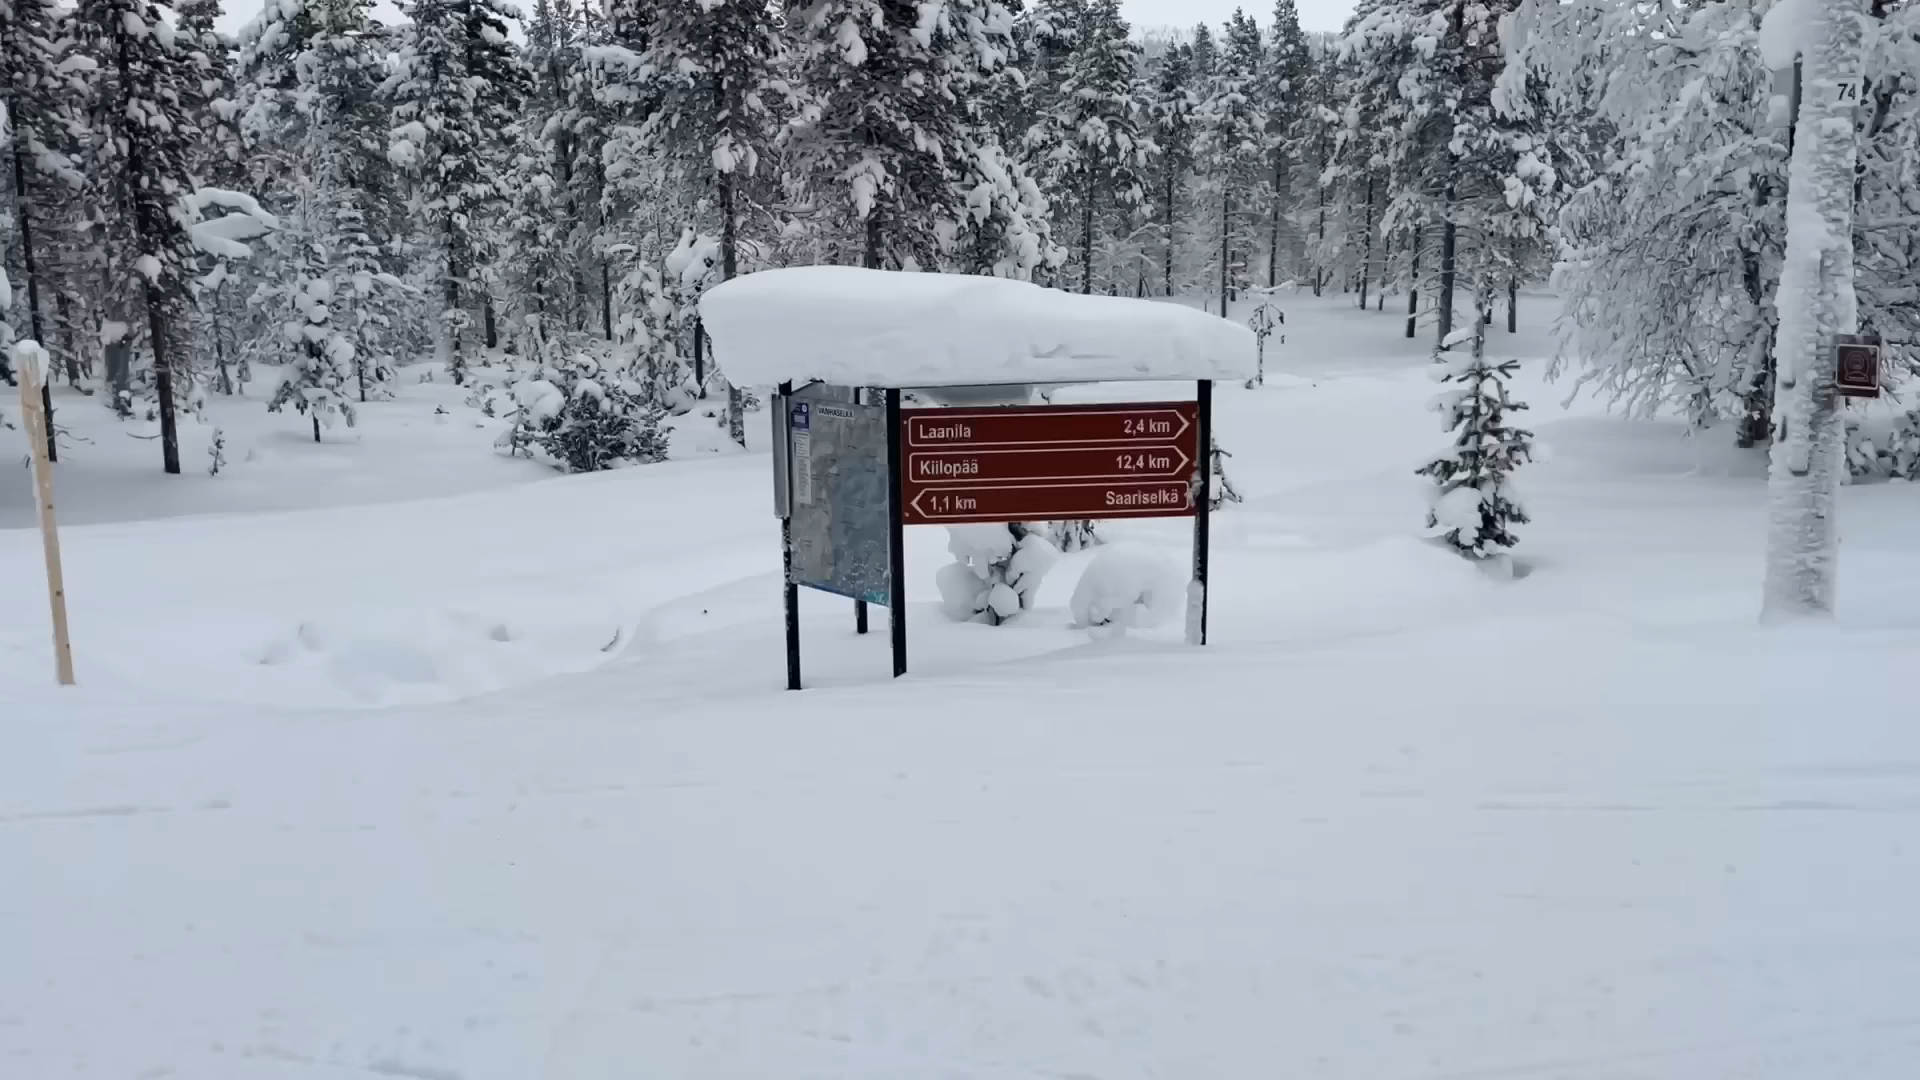 74
VANHASELKÄ
Laanila 2,4 km
Kiilopää 12,4 km
1,1 km Saariselkä